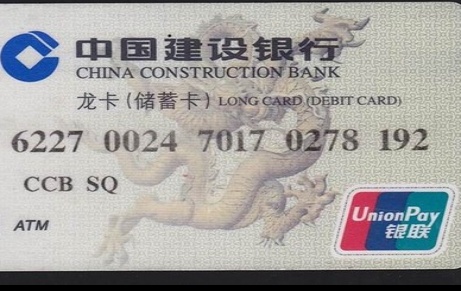 中国建设银行
CHINA CONSTRUCTION BANK
龙卡(储蓄卡) LONG CARD (DEBIT CARD)
6227 0024 7017 0278 192
CCB SQ
ATM
UnionPay
银联